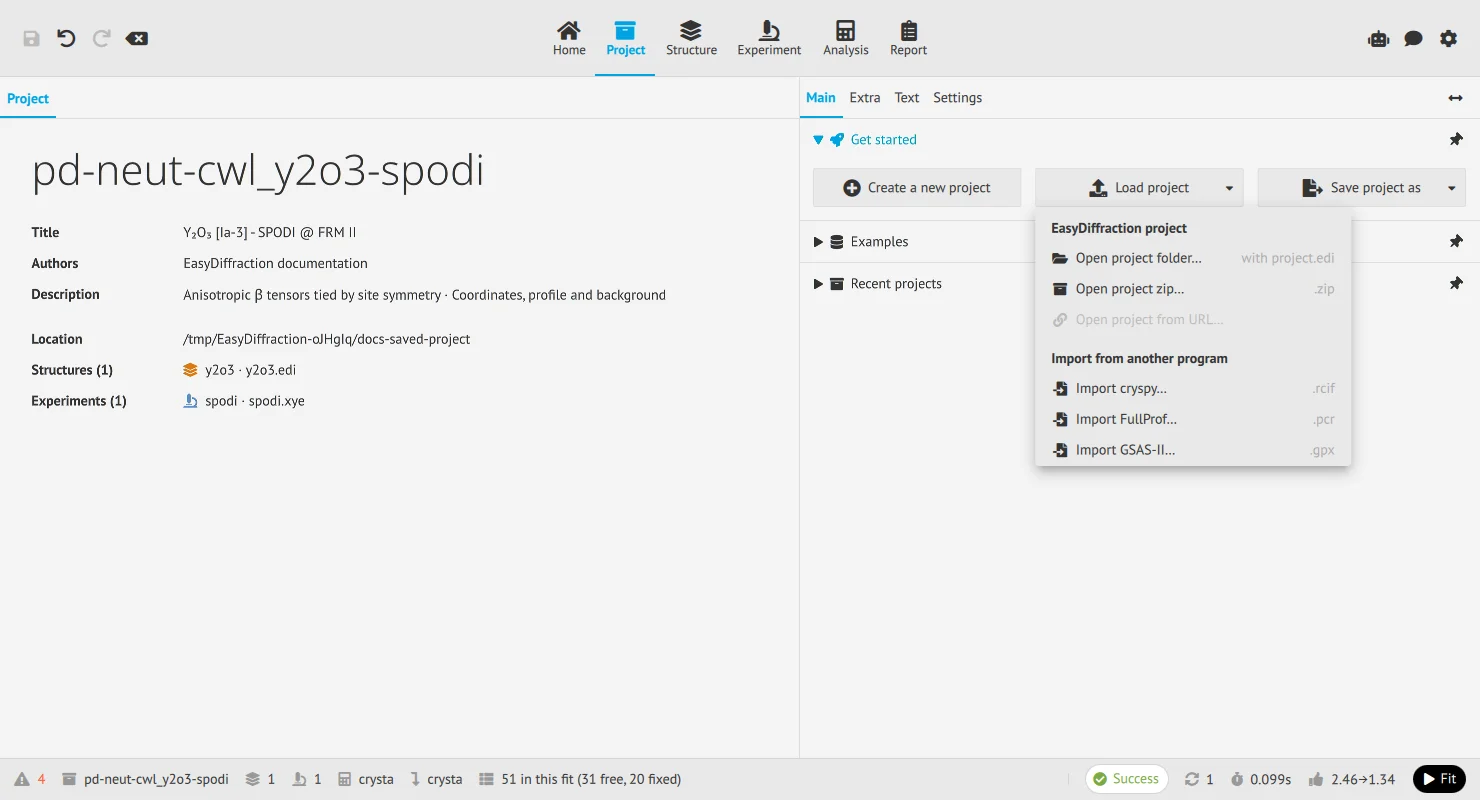 Home
Project
Structure
Experiment
Analysis
Report
Project
Main Extra Text Settings
Get started
pd-neut-cwl_y2o3-spodi
Create a new project
Load project
Save project as
Title Y₂O₃ [Ia-3] - SPODI @ FRM II
Authors EasyDiffraction documentation
Description Anisotropic β tensors tied by site symmetry · Coordinates, profile and background
Location /tmp/EasyDiffraction-oJHgIq/docs-saved-project
Structures (1) y2o3 · y2o3.edi
Experiments (1) spodi · spodi.xye
EasyDiffraction project
Open project folder... with project.edi
Open project zip... .zip
Open project from URL...
Import from another program
Import cryspy... .rcif
Import FullProf... .pcr
Import GSAS-II... .gpx
Examples
Recent projects
4 pd-neut-cwl_y2o3-spodi 1 1 crysta crysta 51 in this fit (31 free, 20 fixed) Success 1 0.099s 2.46→1.34 Fit